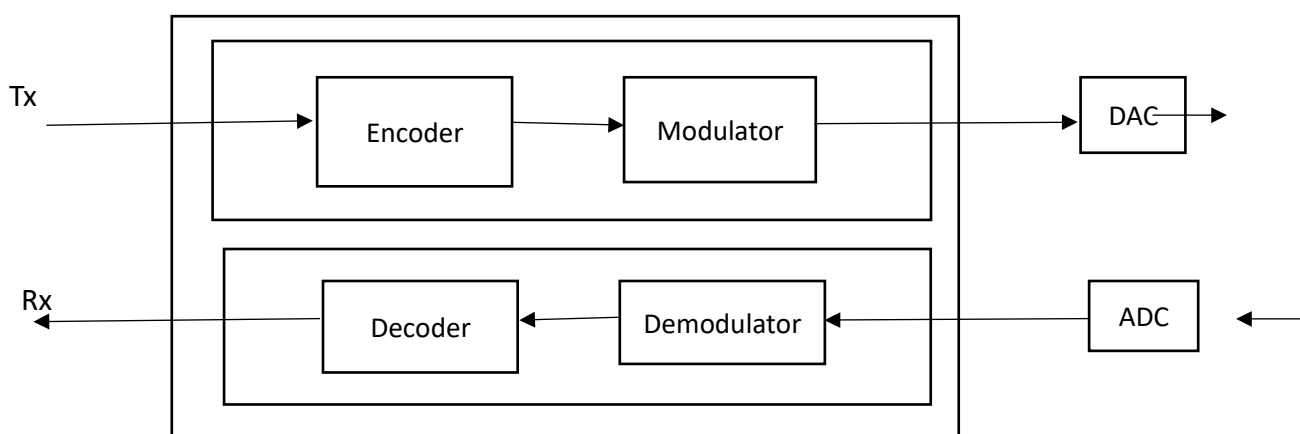 Tx
Encoder
Modulator
DAC
Rx
Decoder
Demodulator
ADC